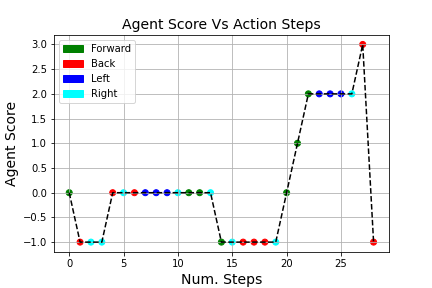 Agent Score Vs Action Steps
Forward
Back
Left
Right
3.0
2.5
2.0
1.5
1.0
0.5
0.0
−0.5
−1.0
Agent Score
0 5 10 15 20 25
Num. Steps